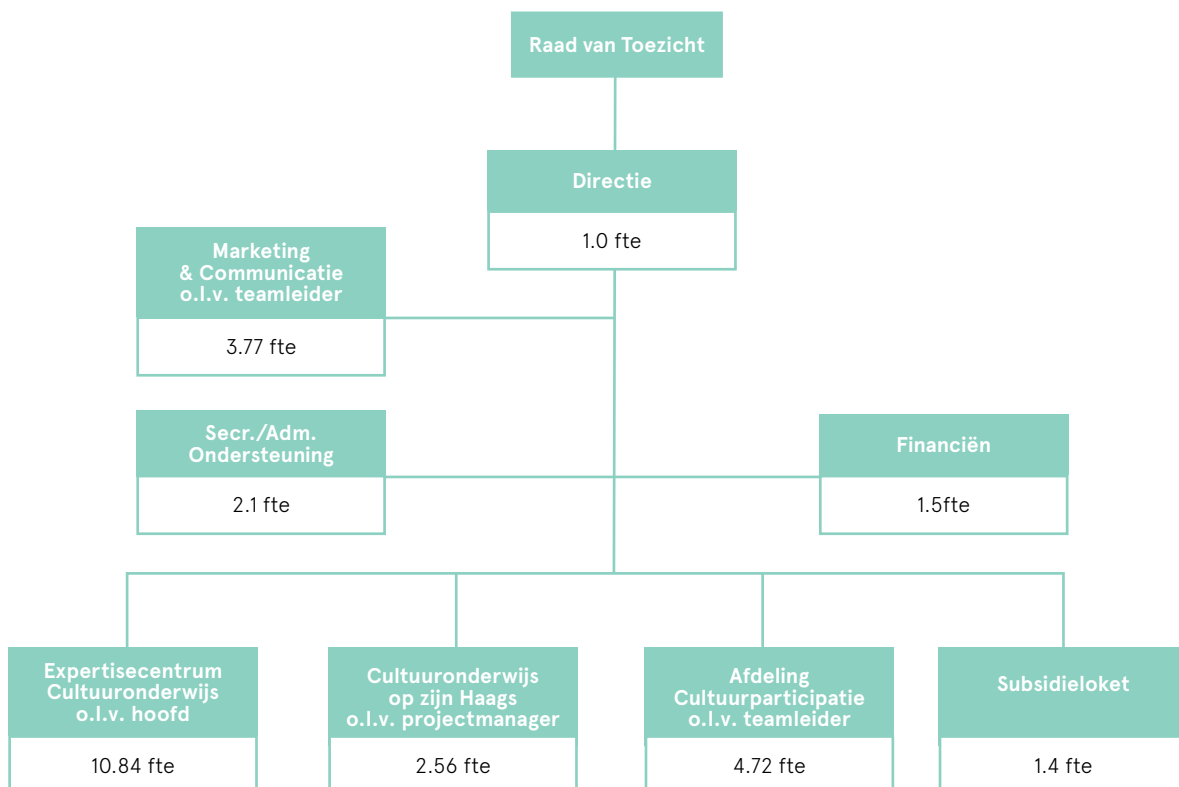 Raad van Toezicht
Directie
1.0 fte
Marketing
& Communicatie
o.l.v. teamleider
3.77 fte
Secr./Adm.
Ondersteuning
2.1 fte
Financiën
1.5fte
Expertisecentrum
Cultuuronderwijs
o.l.v. hoofd
10.84 fte
Cultuuronderwijs
op zijn Haags
o.l.v. projectmanager
2.56 fte
Afdeling
Cultuurparticipatie
o.l.v. teamleider
4.72 fte
Subsidieloket
1.4 fte